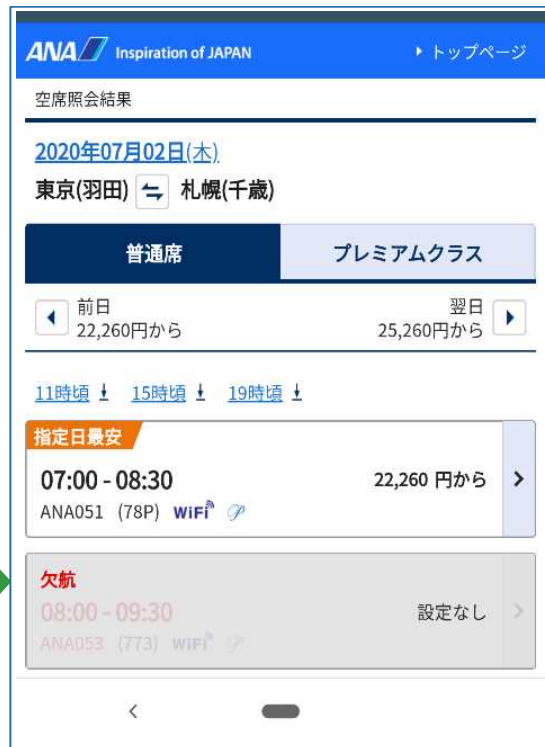 ANA Inspiration of JAPAN トップページ
空席照会結果
2020年07月02日(木)
東京(羽田) 札幌(千歳)
普通席 プレミアムクラス
前日 翌日
22,260円から 25,260円から
11時頃 15時頃 19時頃
指定日最安
07:00 - 08:30 22,260 円から
ANA051 (78P) WiFi P
欠航
08:00 - 09:30 設定なし
ANA053 (773) WiFi P